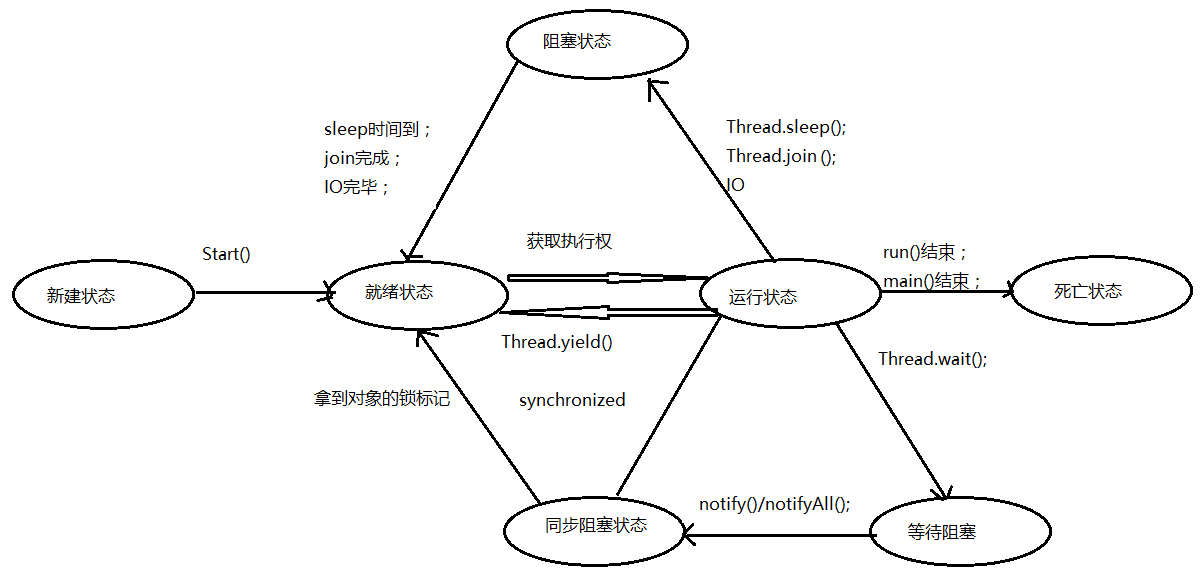 阻塞状态
sleep时间到；
join完成；
IO完毕；
Thread.sleep();
Thread.join ();
IO
Start()
获取执行权
run()结束；
main()结束；
新建状态
就绪状态
运行状态
死亡状态
Thread.yield()
Thread.wait();
拿到对象的锁标记
synchronized
notify()/notifyAll();
同步阻塞状态
等待阻塞